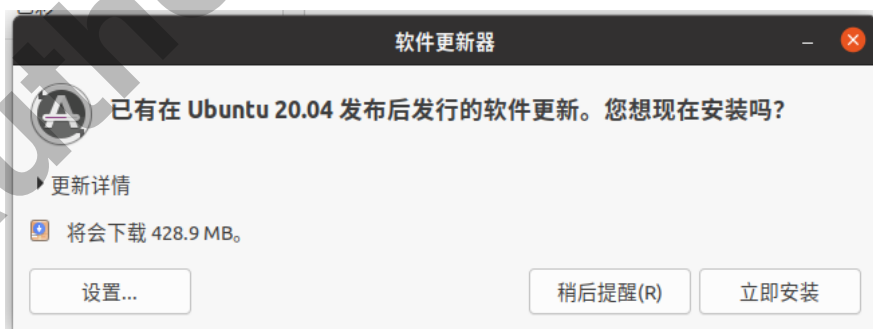 软件更新器
已有在 Ubuntu 20.04 发布后发行的软件更新。您想现在安装吗?
更新详情
将会下载 428.9 MB。
设置...
稍后提醒(R)
立即安装